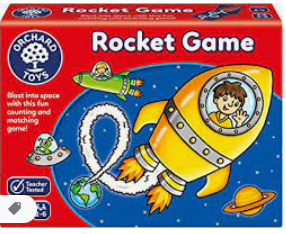 Rocket Game
Blast into space with this fun
counting and matching game!
ORCHARD
TOYS
Blast into space
with this fun
counting and
matching
game!
Teacher
Tested